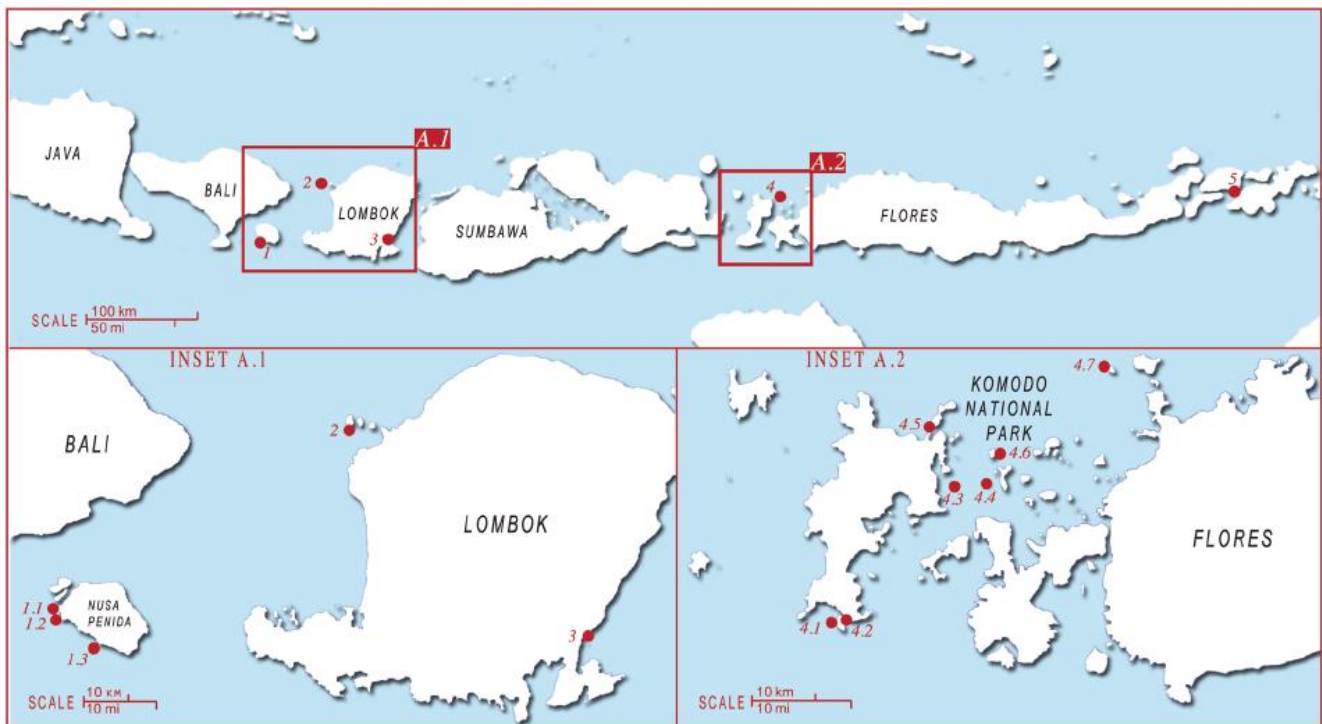 A.1
A.2
JAVA
BALI
2
LOMBOK
3
1
SUMBAWA
4
FLORES
5
SCALE 100 km
50 mi
INSET A.1
BALI
2
LOMBOK
1.1
1.2
NUSA
PENIDA
1.3
3
SCALE 10 KM
10 mi
INSET A.2
4.7
KOMODO
NATIONAL
PARK
4.5
4.6
4.3
4.4
FLORES
4.1
4.2
SCALE 10 km
10 mi